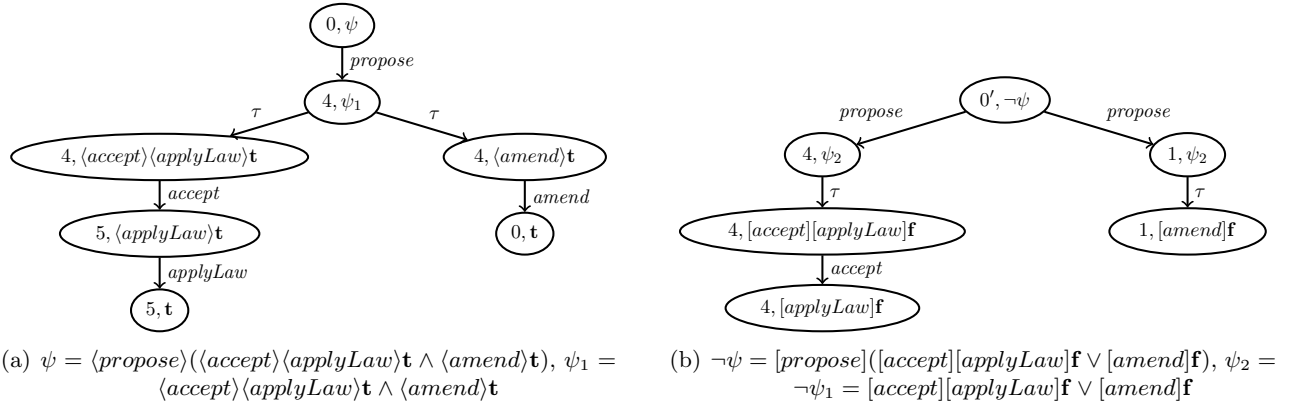 0, ψ
propose
4, ψ₁
τ τ
4, ⟨accept⟩⟨applyLaw⟩t
4, ⟨amend⟩t
accept
amend
5, ⟨applyLaw⟩t
0, t
applyLaw
5, t
(a) ψ = ⟨propose⟩(⟨accept⟩⟨applyLaw⟩t ∧ ⟨amend⟩t), ψ₁ =
⟨accept⟩⟨applyLaw⟩t ∧ ⟨amend⟩t
0′, ¬ψ
propose propose
4, ψ₂
1, ψ₂
τ τ
4, [accept][applyLaw]f
1, [amend]f
accept
4, [applyLaw]f
(b) ¬ψ = [propose]([accept][applyLaw]f ∨ [amend]f), ψ₂ =
¬ψ₁ = [accept][applyLaw]f ∨ [amend]f